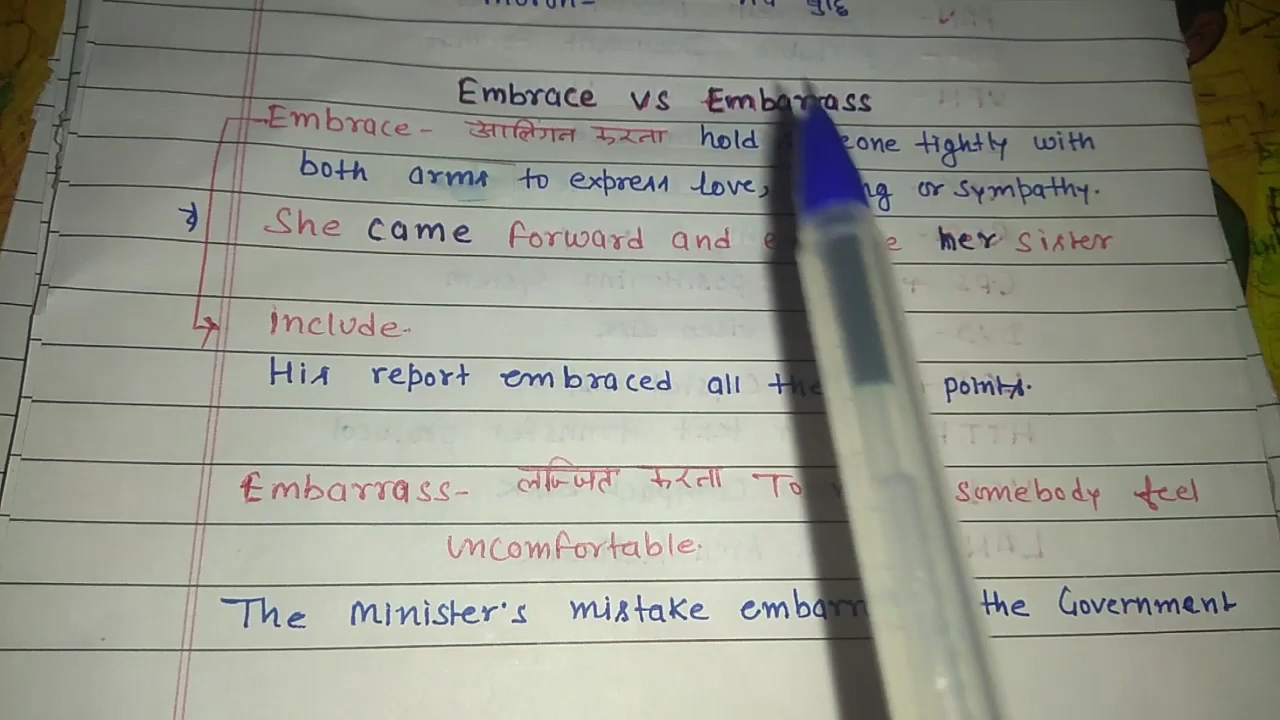 Embrace vs Embarrass
Embrace- आलिंगन करता hold tightly with
both arms to express love, or sympathy.
She came forward and her sister
include.
His report embraced all the points.
Embarrass- लज्जित करता To somebody feel
uncomfortable.
The Minister's mistake the Government